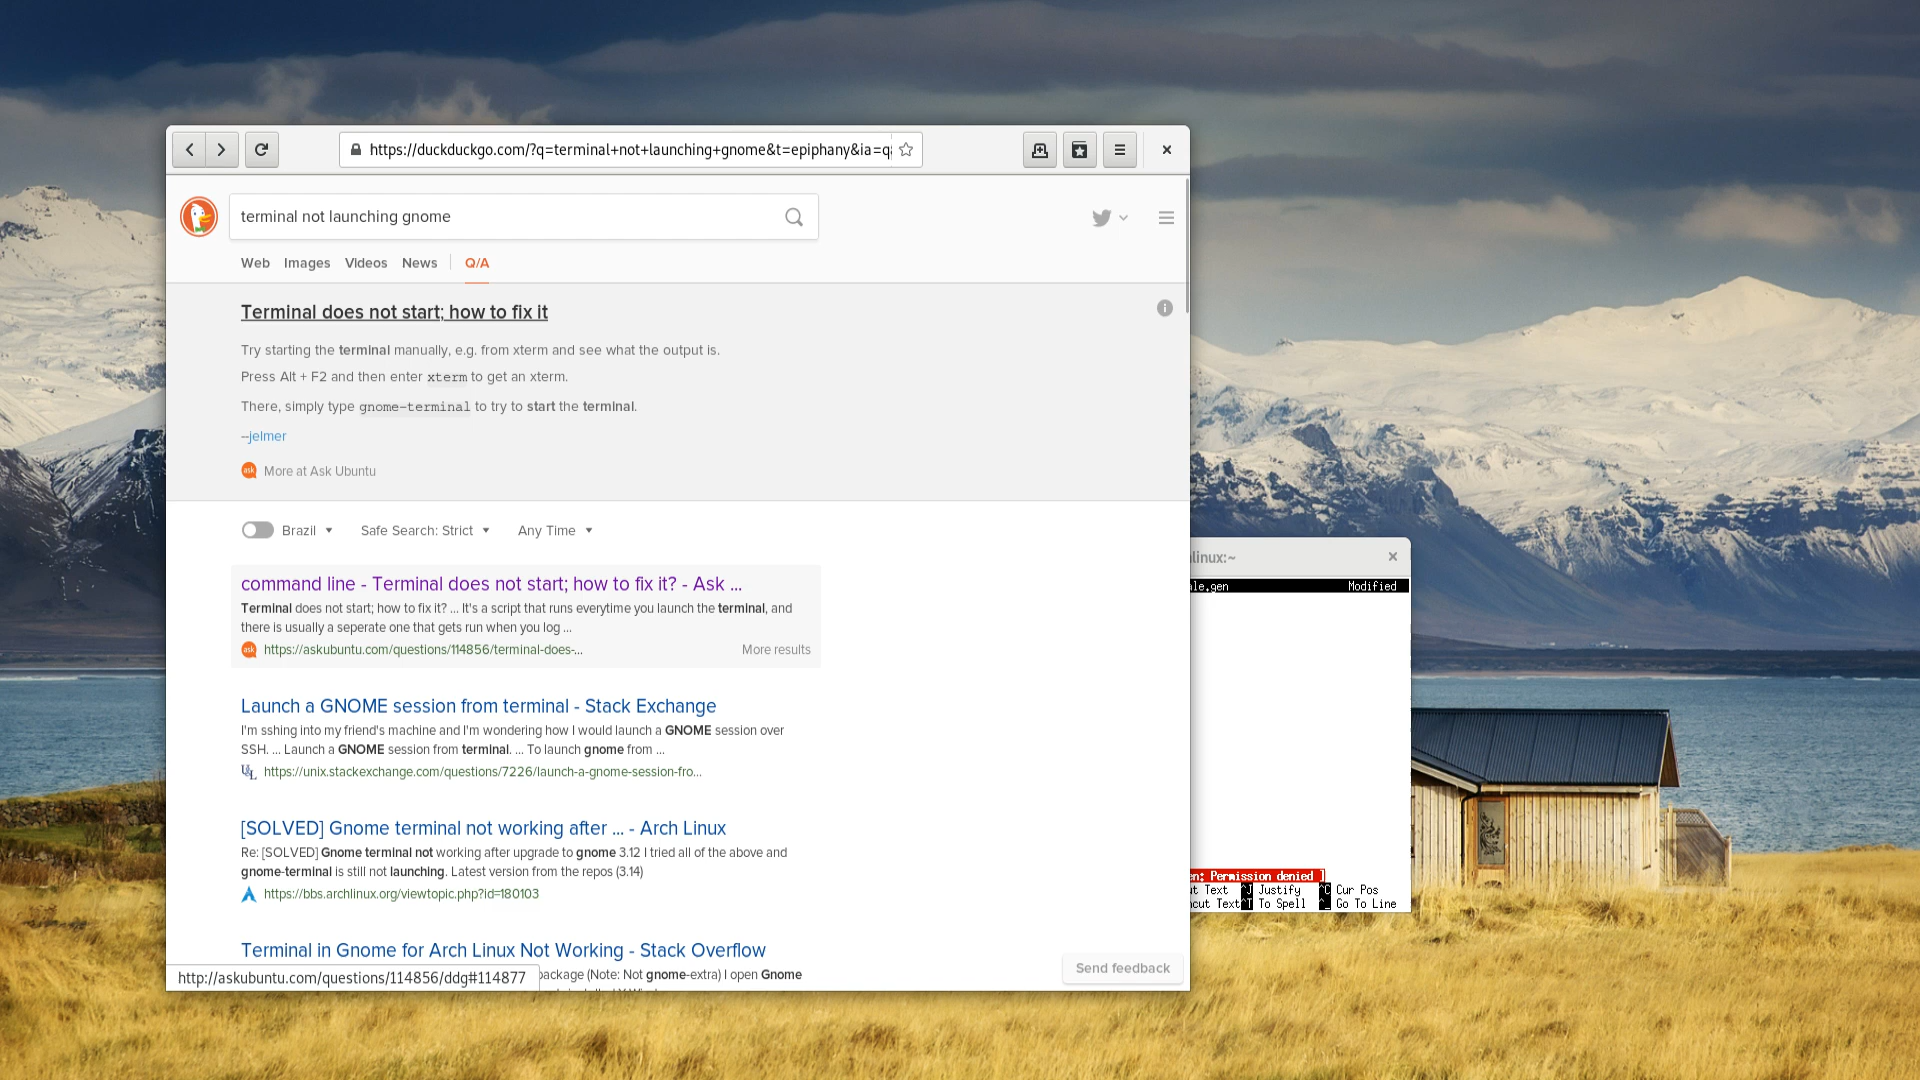 https://duckduckgo.com/?q=terminal+not+launching+gnome&t=epiphany&ia=q
terminal not launching gnome
Web Images Videos News Q/A
Terminal does not start; how to fix it
Try starting the terminal manually, e.g. from xterm and see what the output is.
Press Alt + F2 and then enter xterm to get an xterm.
There, simply type gnome-terminal to try to start the terminal.
--jelmer
ask More at Ask Ubuntu
Brazil Safe Search: Strict Any Time
command line - Terminal does not start; how to fix it? - Ask ...
Terminal does not start; how to fix it? ... It's a script that runs everytime you launch the terminal, and
there is usually a seperate one that gets run when you log ...
ask https://askubuntu.com/questions/114856/terminal-does-... More results
Launch a GNOME session from terminal - Stack Exchange
I'm sshing into my friend's machine and I'm wondering how I would launch a GNOME session over
SSH. ... Launch a GNOME session from terminal. ... To launch gnome from ...
U&L https://unix.stackexchange.com/questions/7226/launch-a-gnome-session-fro...
[SOLVED] Gnome terminal not working after ... - Arch Linux
Re: [SOLVED] Gnome terminal not working after upgrade to gnome 3.12 I tried all of the above and
gnome-terminal is still not launching. Latest version from the repos (3.14)
https://bbs.archlinux.org/viewtopic.php?id=180103
Terminal in Gnome for Arch Linux Not Working - Stack Overflow
package (Note: Not gnome-extra) I open Gnome
http://askubuntu.com/questions/114856/ddg#114877
Send feedback
linux:~
le.gen Modified
en: Permission denied ]
ut Text ^J Justify ^C Cur Pos
ncut Text ^T To Spell ^_ Go To Line